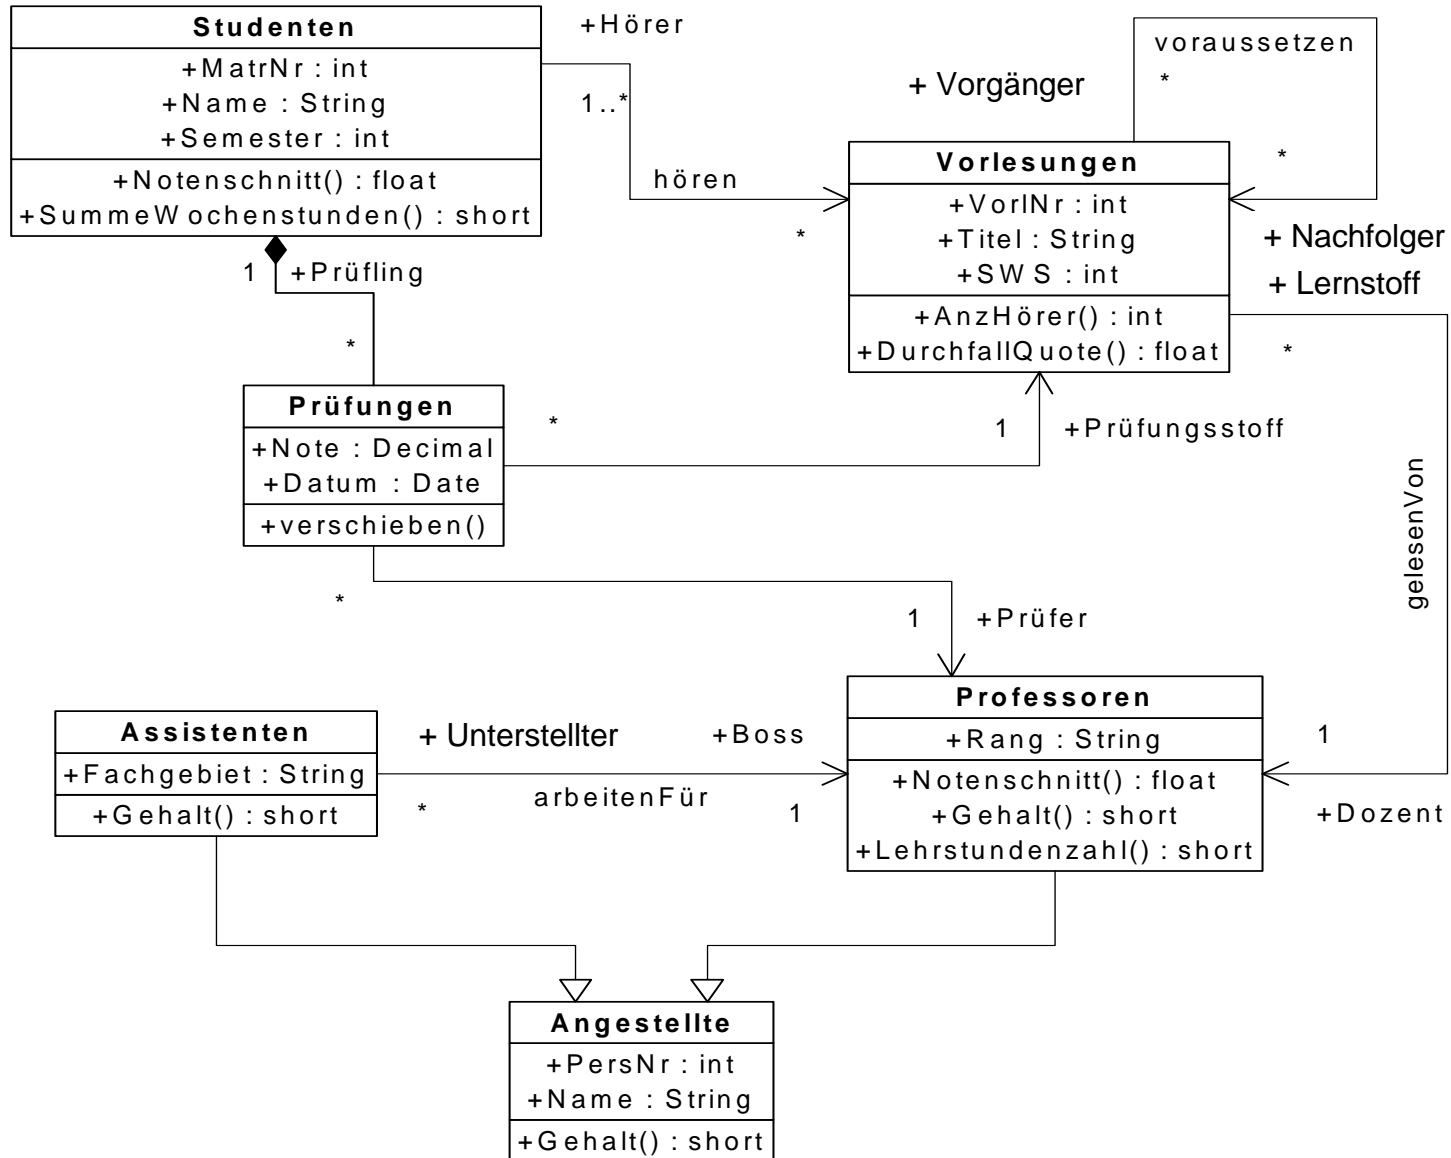 Studenten
+MatrNr : int
+Name : String
+Semester : int
+Notenschnitt() : float
+SummeWochenstunden() : short
+Hörer
1..*
hören
*
voraussetzen
*
+ Vorgänger
*
+ Nachfolger
Vorlesungen
+VorlNr : int
+Titel : String
+SWS : int
+AnzHörer() : int
+DurchfallQuote() : float
+ Lernstoff
*
1
+Prüfling
*
Prüfungen
+Note : Decimal
+Datum : Date
+verschieben()
*
1
+Prüfungsstoff
gelesenVon
*
1
+Prüfer
Assistenten
+Fachgebiet : String
+Gehalt() : short
+ Unterstellter
+Boss
*
arbeitenFür
1
Professoren
+Rang : String
+Notenschnitt() : float
+Gehalt() : short
+Lehrstundenzahl() : short
1
+Dozent
Angestellte
+PersNr : int
+Name : String
+Gehalt() : short